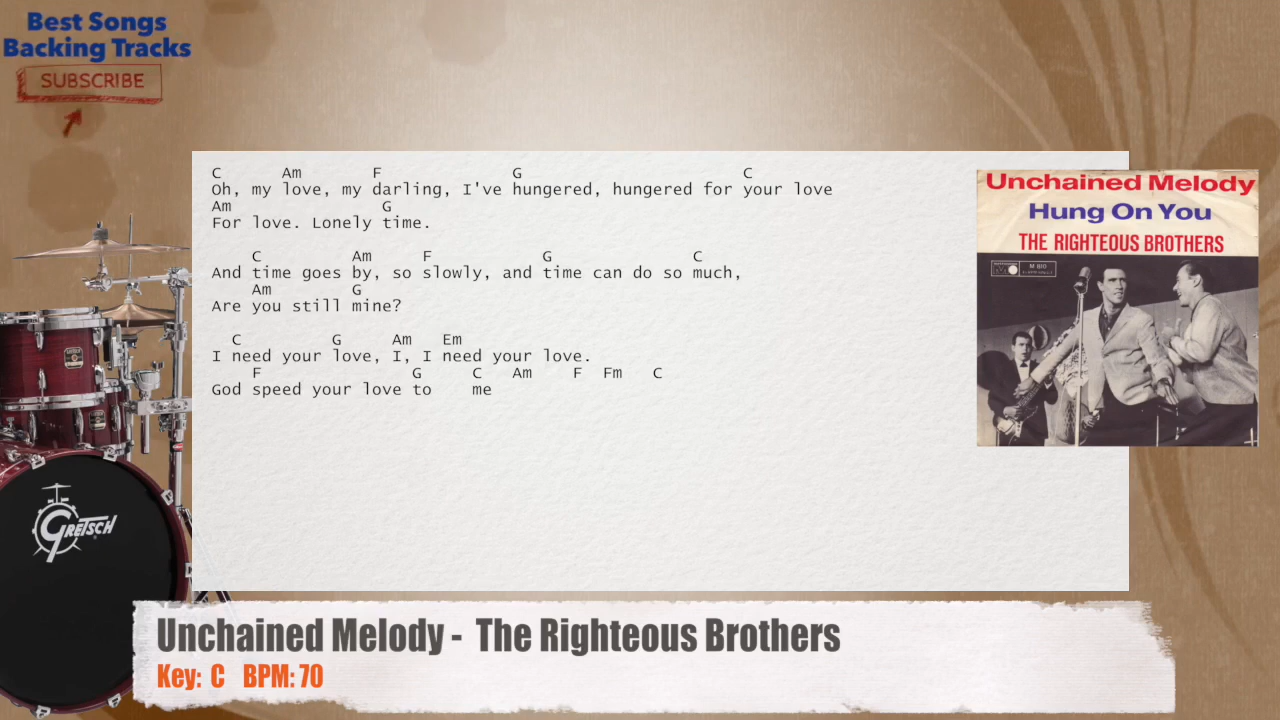 Best Songs
Backing Tracks
SUBSCRIBE
C      Am       F             G                      C
Oh, my love, my darling, I've hungered, hungered for your love
Am               G
For love. Lonely time.
    C         Am     F           G              C
And time goes by, so slowly, and time can do so much,
    Am        G
Are you still mine?
  C         G     Am   Em
I need your love, I, I need your love.
    F               G     C   Am    F  Fm   C
God speed your love to    me
Unchained Melody
Hung On You
THE RIGHTEOUS BROTHERS
M 810
GRETSCH
Unchained Melody -  The Righteous Brothers
Key:  C   BPM: 70